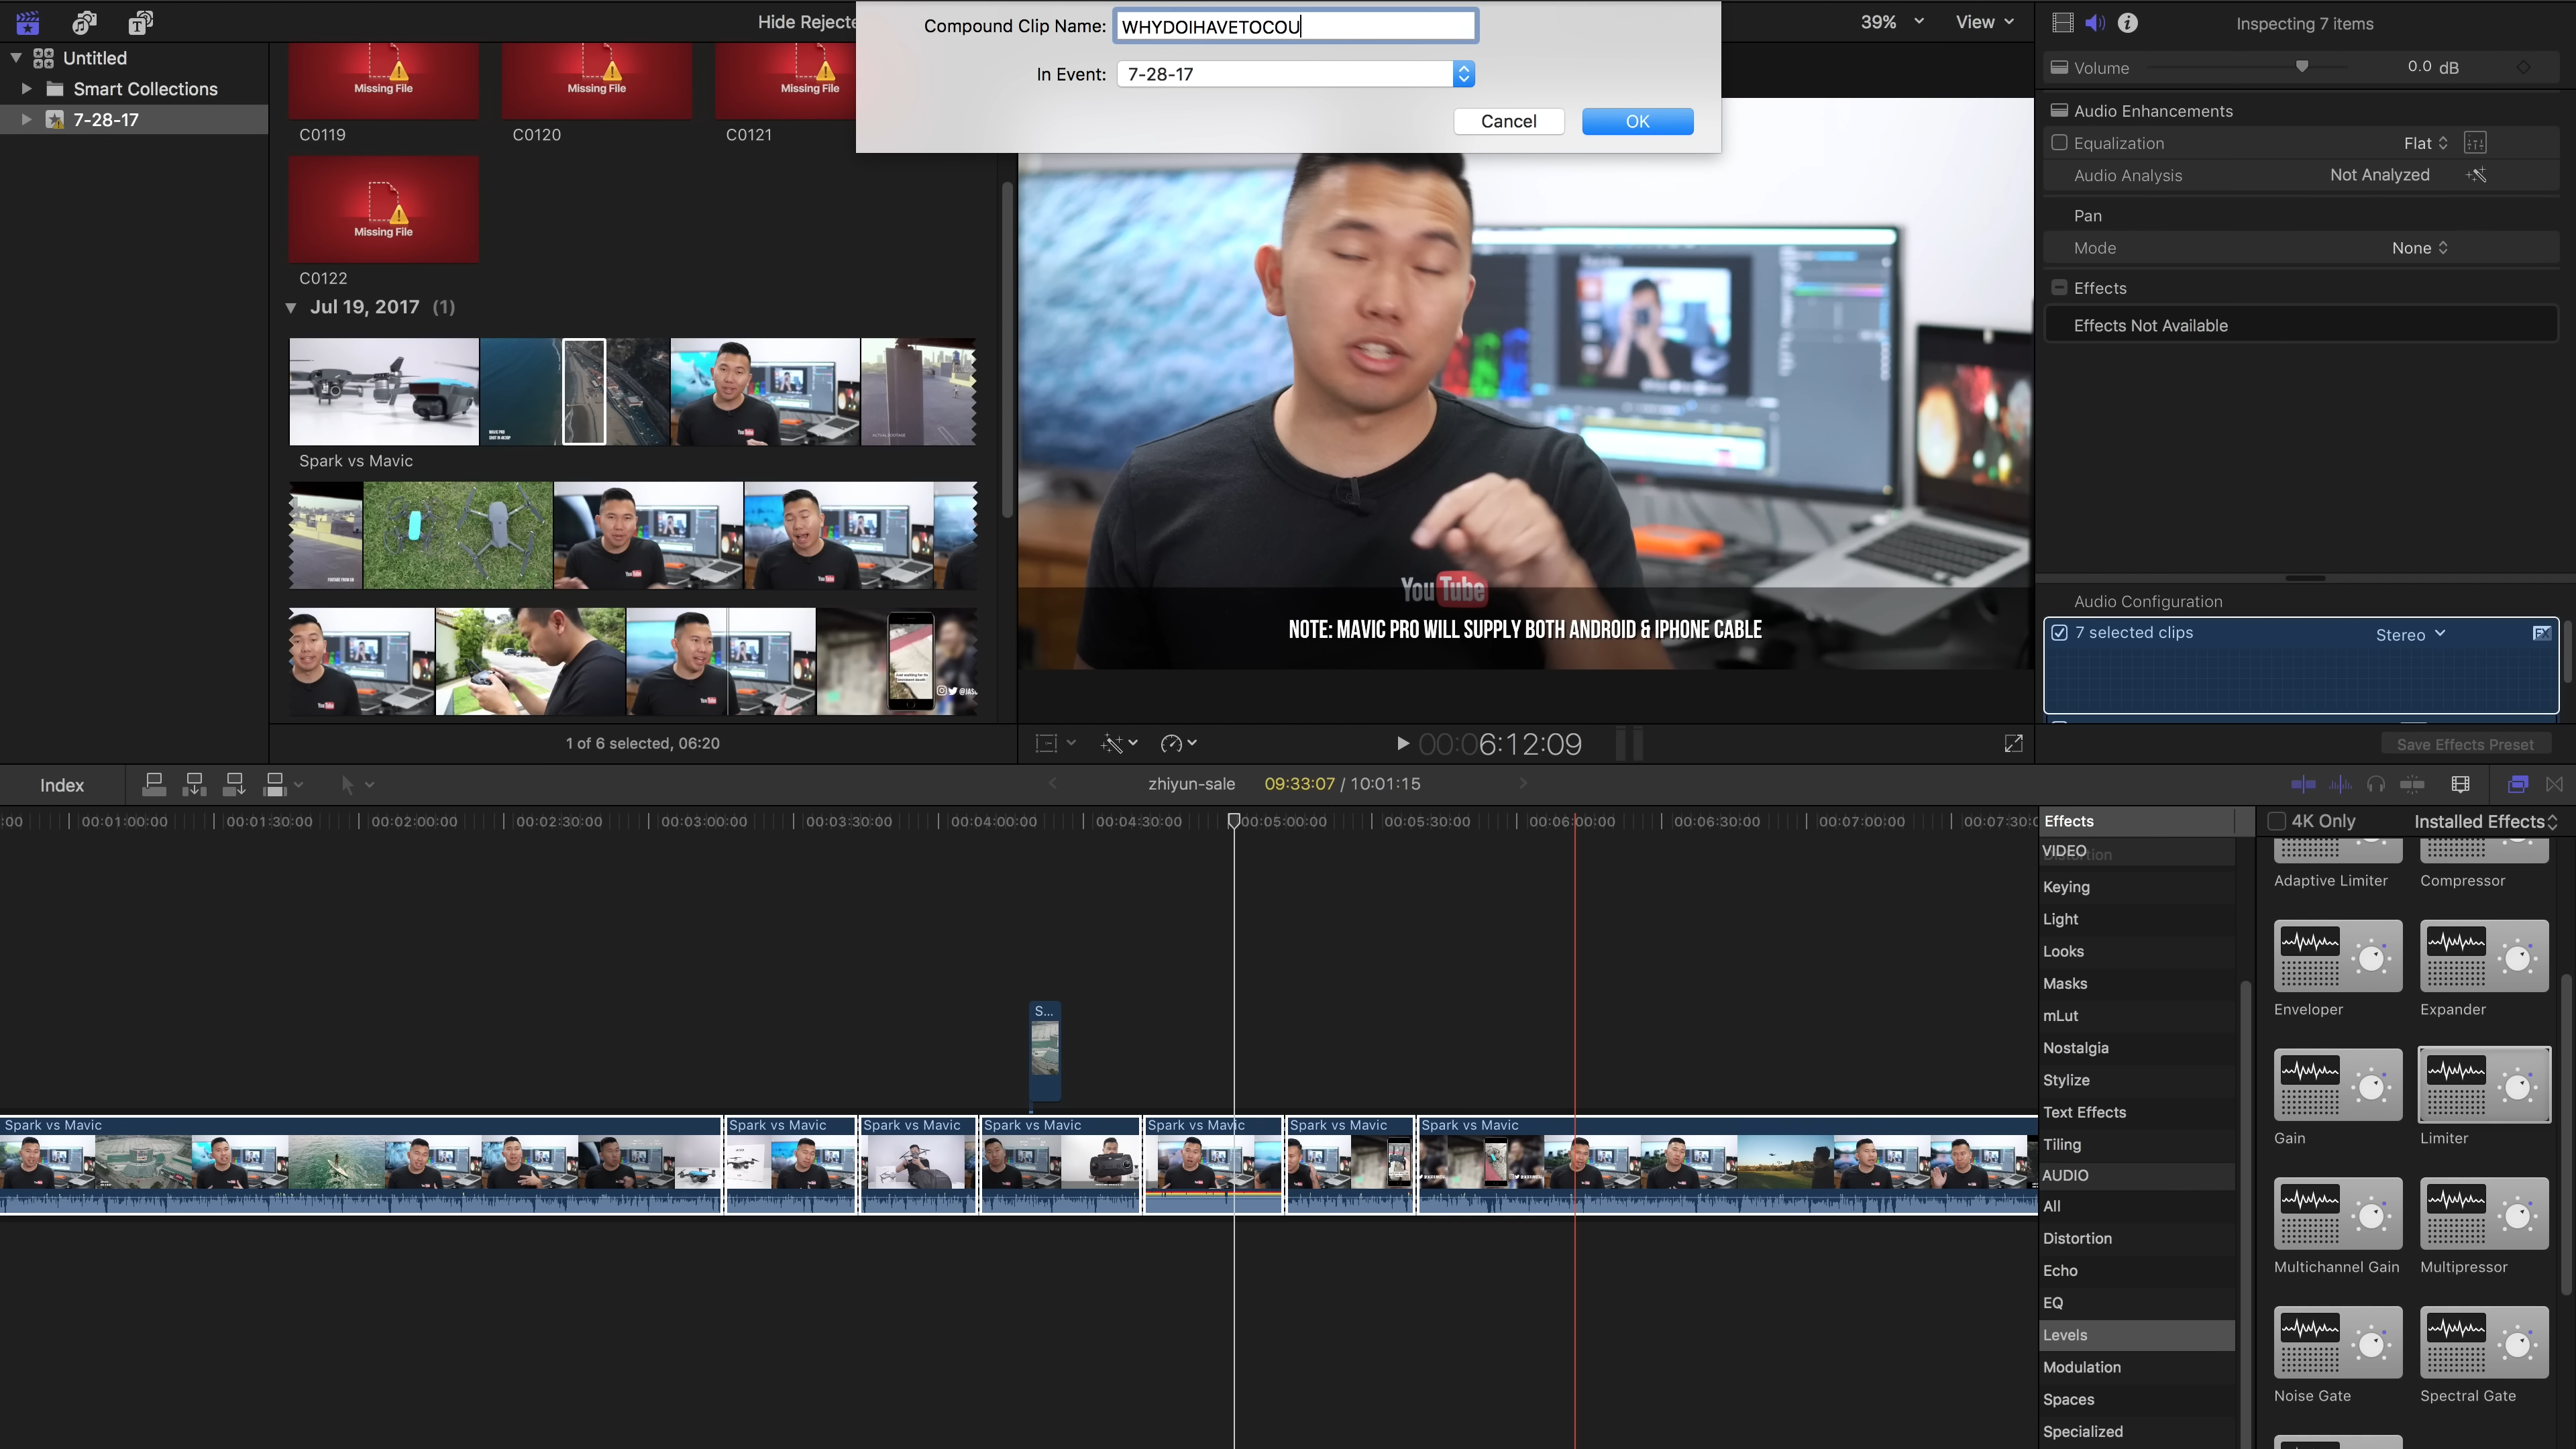 Hide Rejecte
Compound Clip Name: WHYDOIHAVETOCOU
In Event: 7-28-17
Cancel
OK
39%
View
Inspecting 7 items
Untitled
Smart Collections
7-28-17
Missing File
Missing File
Missing File
C0119
C0120
C0121
Missing File
C0122
Jul 19, 2017 (1)
Spark vs Mavic
1 of 6 selected, 06:20
YouTube
NOTE: MAVIC PRO WILL SUPPLY BOTH ANDROID & IPHONE CABLE
00:06:12:09
Volume
0.0 dB
Audio Enhancements
Equalization
Flat
Audio Analysis
Not Analyzed
Pan
Mode
None
Effects
Effects Not Available
Audio Configuration
7 selected clips
Stereo
Save Effects Preset
Index
zhiyun-sale
09:33:07 / 10:01:15
:00
00:01:00:00
00:01:30:00
00:02:00:00
00:02:30:00
00:03:00:00
00:03:30:00
00:04:00:00
00:04:30:00
00:05:00:00
00:05:30:00
00:06:00:00
00:06:30:00
00:07:00:00
00:07:30:0
S...
Spark vs Mavic
Spark vs Mavic
Spark vs Mavic
Spark vs Mavic
Spark vs Mavic
Spark vs Mavic
Spark vs Mavic
Effects
4K Only
Installed Effects
VIDEO
Distortion
Keying
Light
Looks
Masks
mLut
Nostalgia
Stylize
Text Effects
Tiling
AUDIO
All
Distortion
Echo
EQ
Levels
Modulation
Spaces
Specialized
Adaptive Limiter
Compressor
Enveloper
Expander
Gain
Limiter
Multichannel Gain
Multipressor
Noise Gate
Spectral Gate